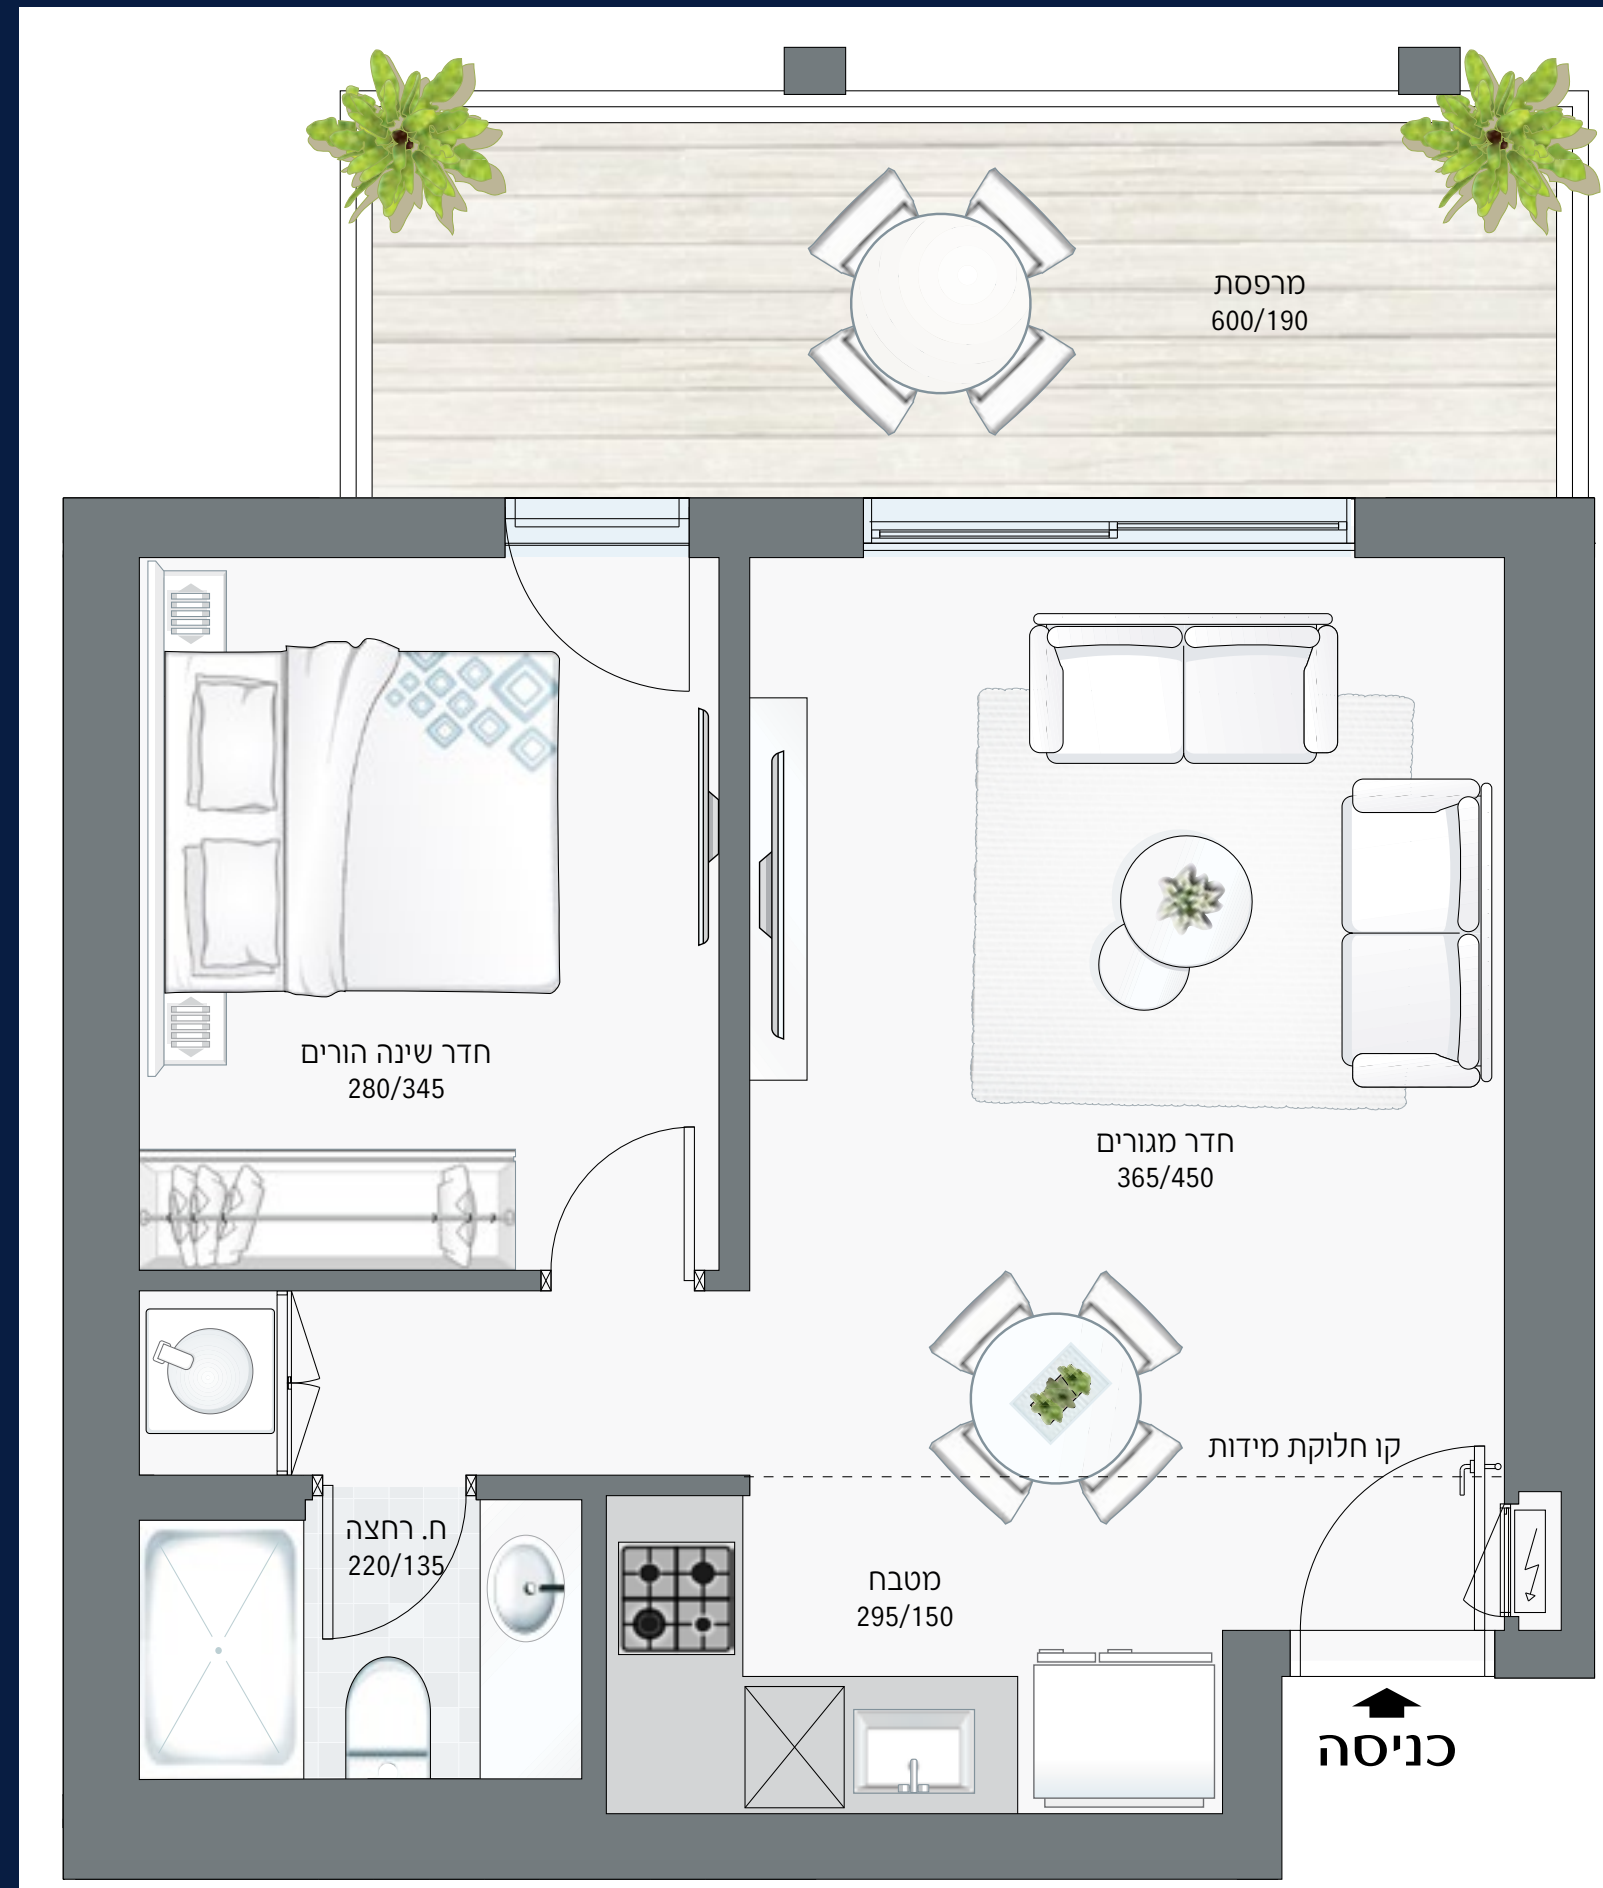 מרפסת
600/190
חדר שינה הורים
280/345
חדר מגורים
365/450
קו חלוקת מידות
ח. רחצה
220/135
מטבח
295/150
כניסה